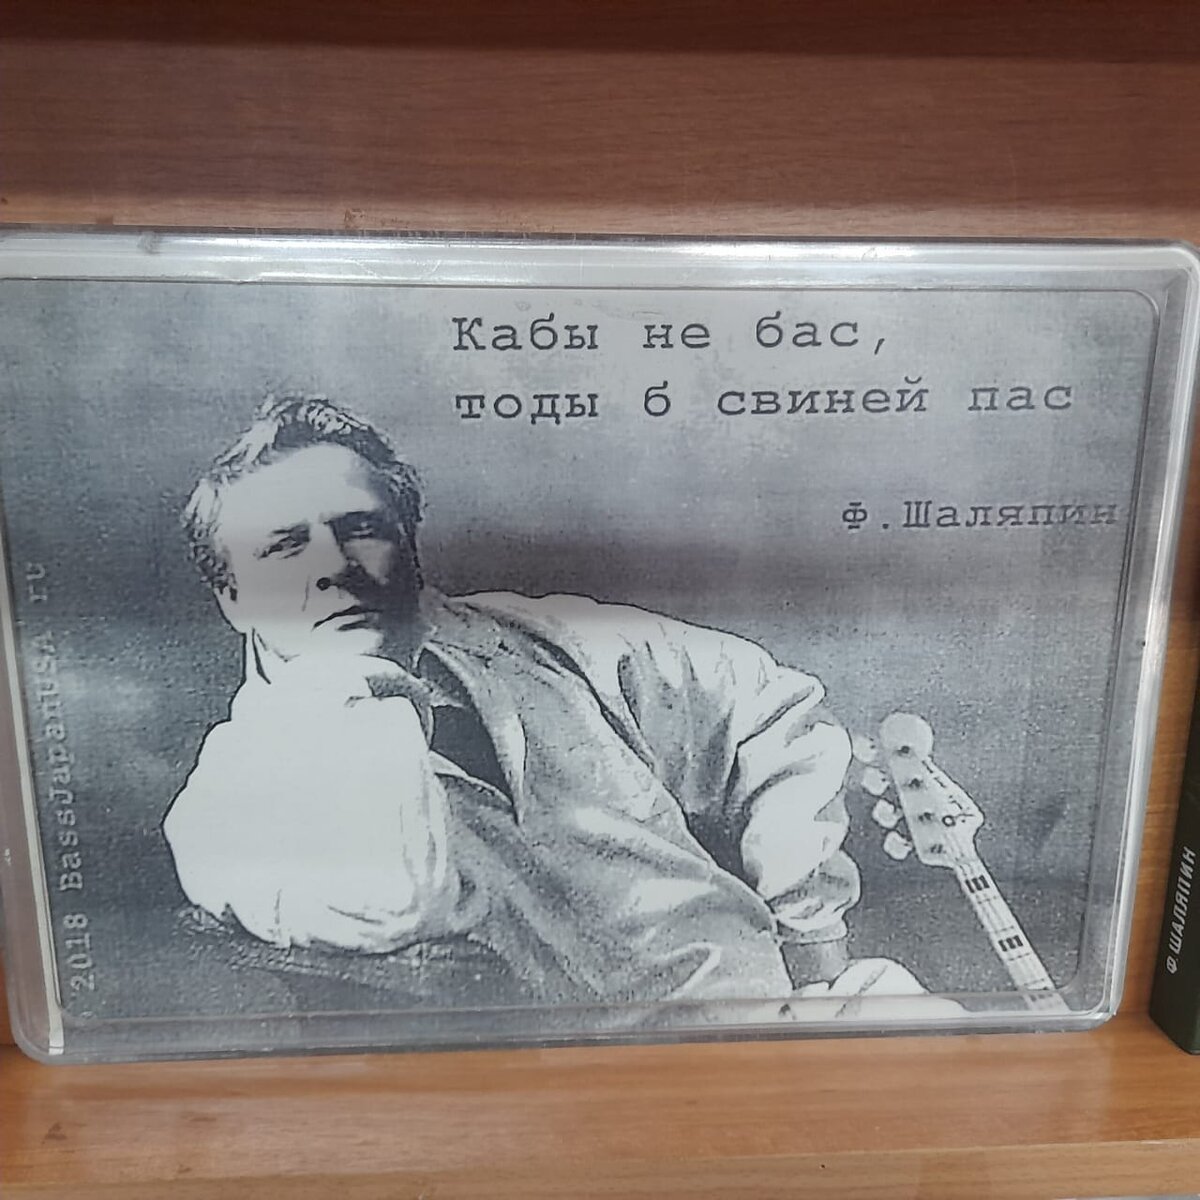 Кабы не бас,
тоды б свиней пас
Ф.Шаляпин
2018 BassJapanUSA ru
Ф.ШАЛЯПИН